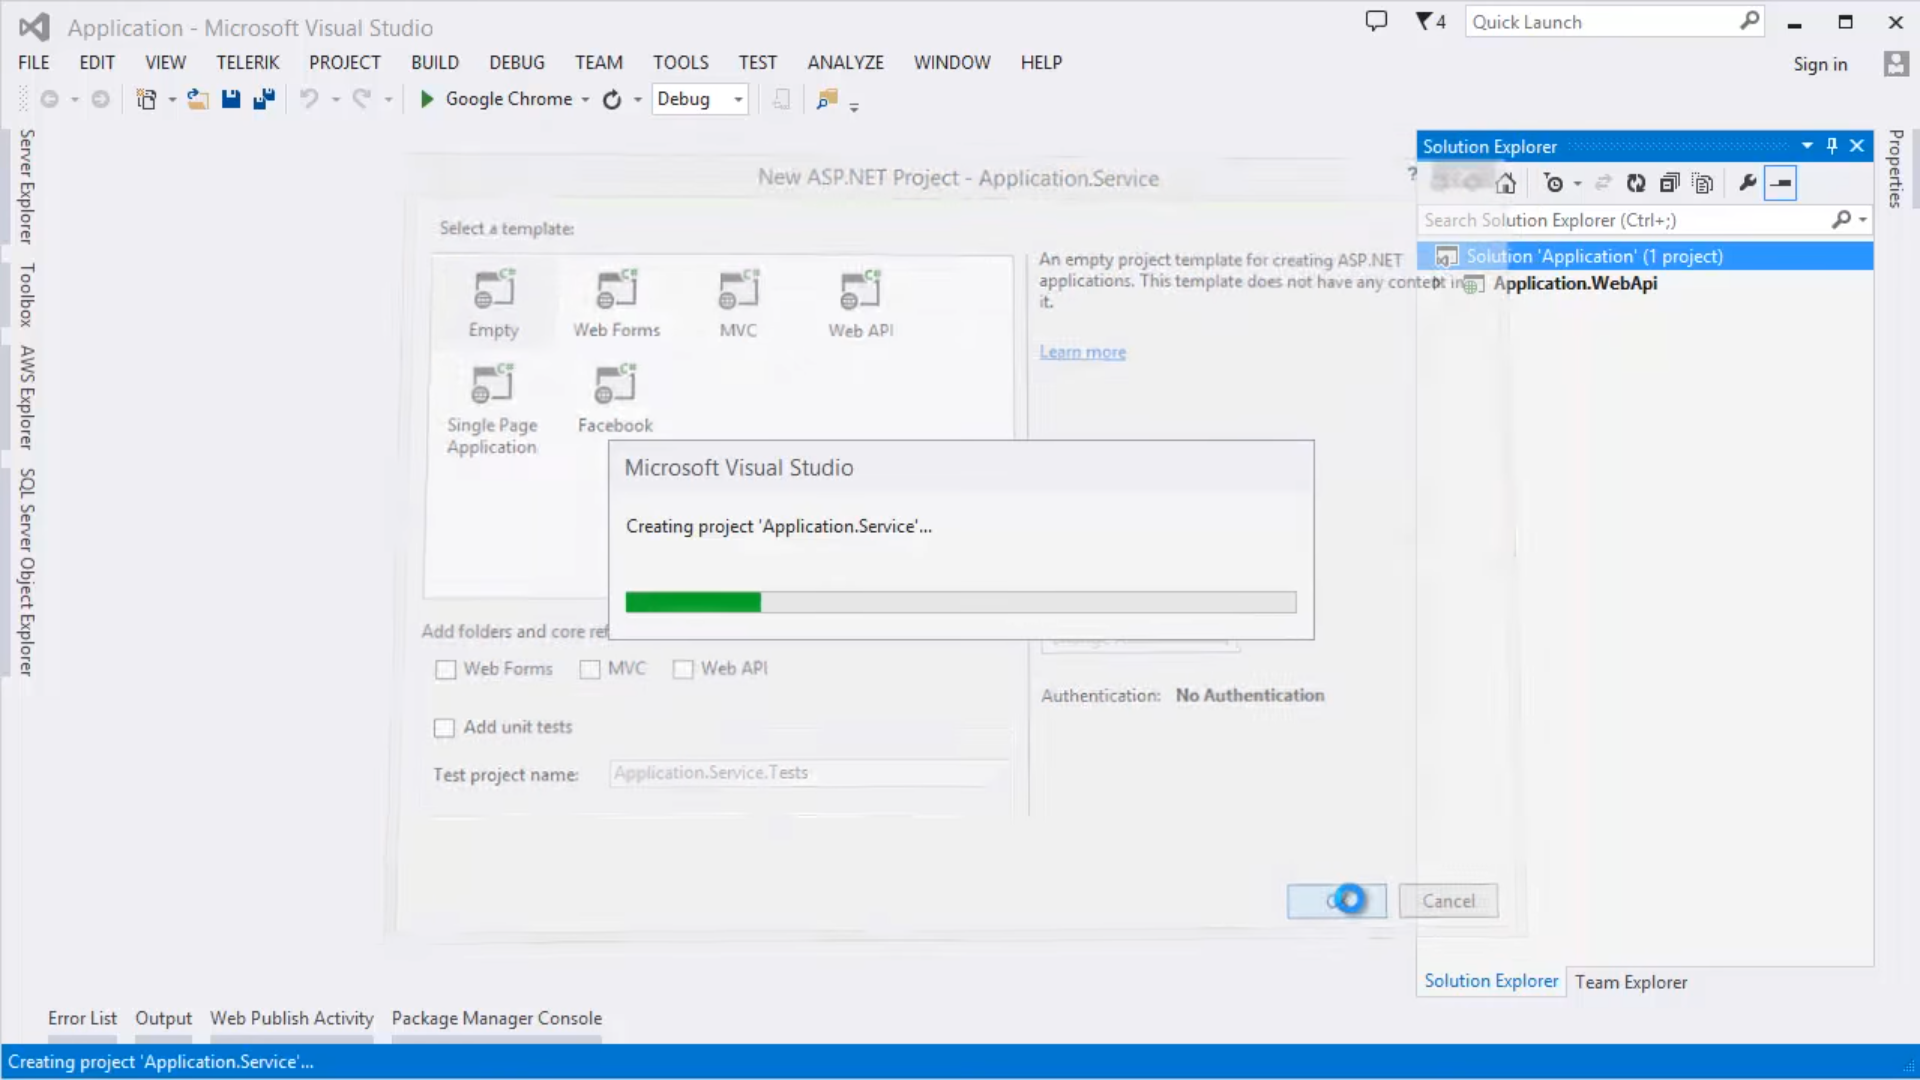 Application - Microsoft Visual Studio
4
Quick Launch
FILE EDIT VIEW TELERIK PROJECT BUILD DEBUG TEAM TOOLS TEST ANALYZE WINDOW HELP
Sign in
Google Chrome
Debug
Server Explorer
Toolbox
AWS Explorer
SQL Server Object Explorer
New ASP.NET Project - Application.Service
?
Select a template:
Empty
Web Forms
MVC
Web API
Single Page
Application
Facebook
An empty project template for creating ASP.NET
applications. This template does not have any content in
it.
Learn more
Microsoft Visual Studio
Creating project 'Application.Service'...
Add folders and core
Web Forms
MVC
Web API
Add unit tests
Test project name:
Application.Service.Tests
Authentication: No Authentication
Cancel
Solution Explorer
Search Solution Explorer (Ctrl+;)
Solution 'Application' (1 project)
Application.WebApi
Solution Explorer
Team Explorer
Properties
Error List
Output
Web Publish Activity
Package Manager Console
Creating project 'Application.Service'...